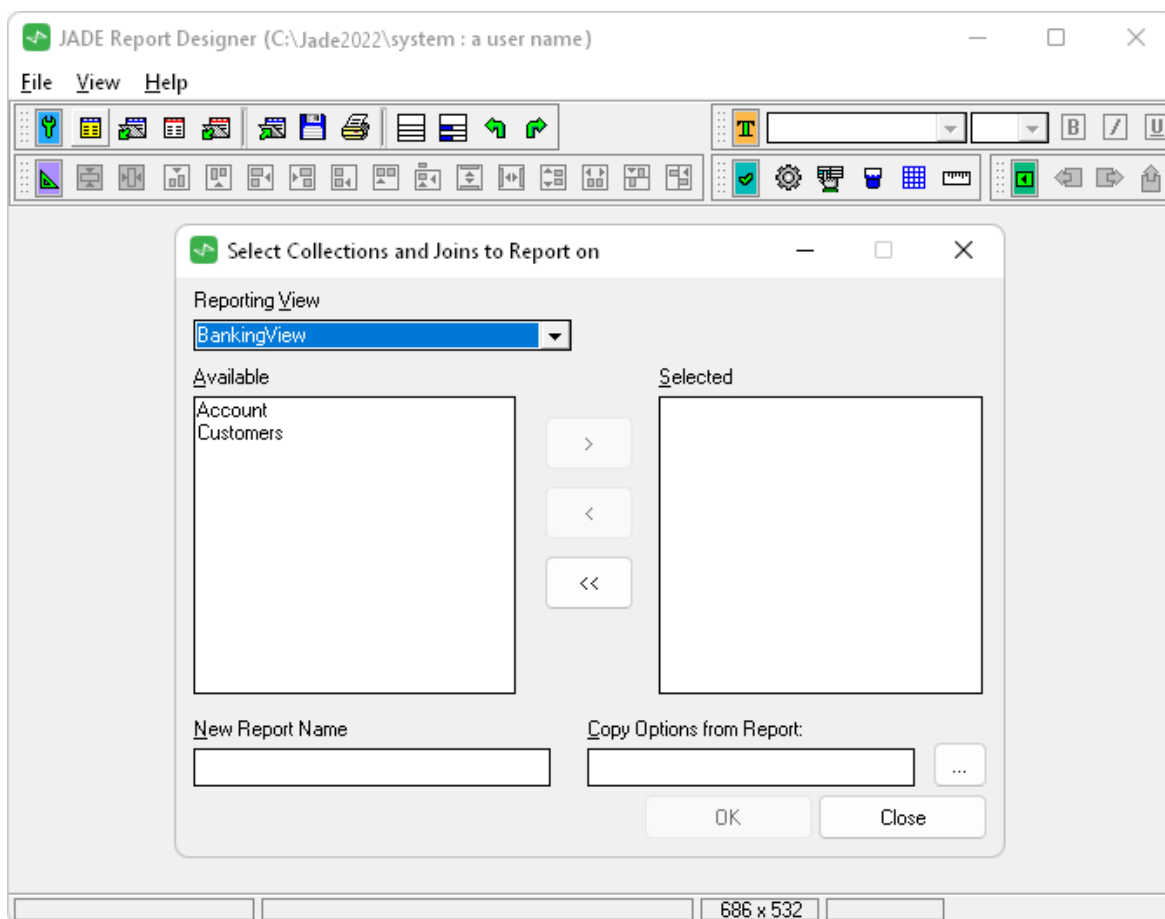 JADE Report Designer (C:\Jade2022\system : a user name)
File View Help
T B I U
Select Collections and Joins to Report on
Reporting View
BankingView
Available Selected
Account
Customers
>
<
<<
New Report Name Copy Options from Report:
...
OK Close
686 x 532